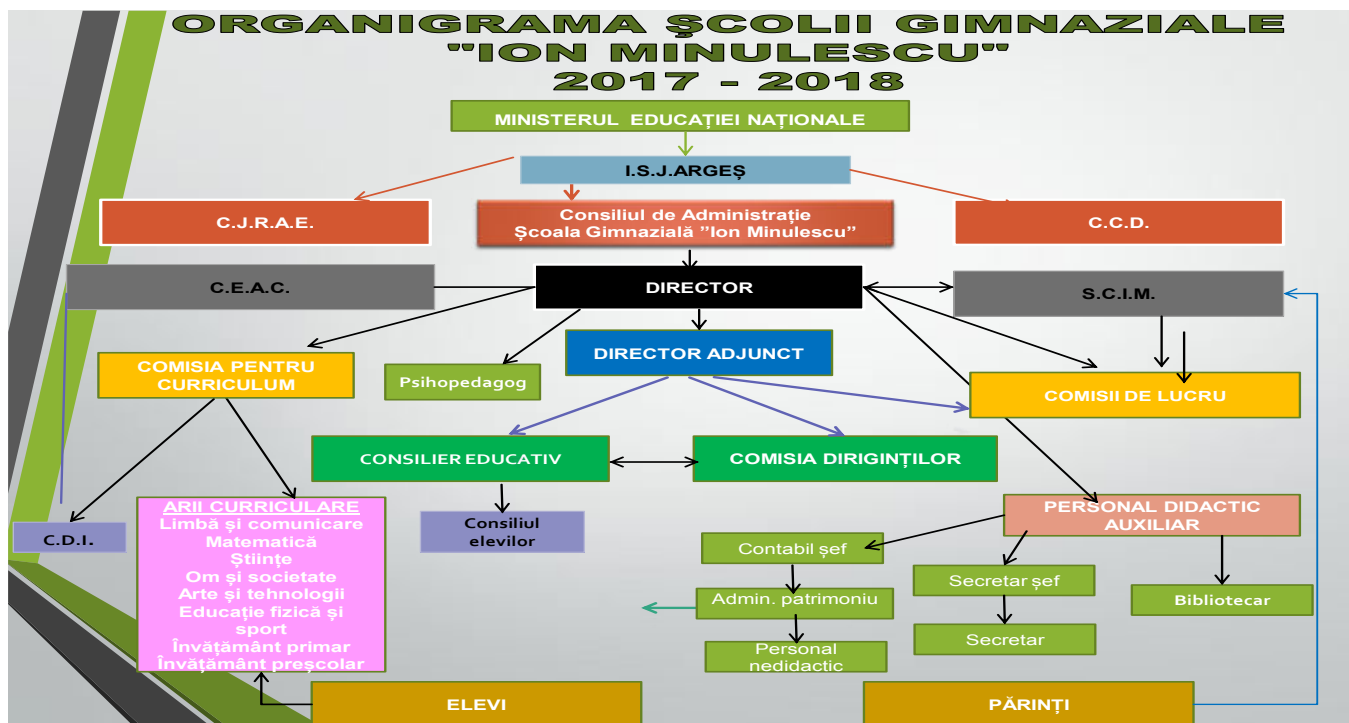 ORGANIGRAMA ŞCOLII GIMNAZIALE
"ION MINULESCU"
2017 - 2018
MINISTERUL EDUCAȚIEI NAȚIONALE
I.S.J.ARGEȘ
C.J.R.A.E.
Consiliul de Administrație
Școala Gimnazială ”Ion Minulescu”
C.C.D.
C.E.A.C.
DIRECTOR
S.C.I.M.
COMISIA PENTRU
CURRICULUM
Psihopedagog
DIRECTOR ADJUNCT
COMISII DE LUCRU
CONSILIER EDUCATIV
COMISIA DIRIGINȚILOR
C.D.I.
ARII CURRICULARE
Limbă și comunicare
Matematică
Științe
Om și societate
Arte și tehnologii
Educație fizică și
sport
Învățământ primar
Învățământ preșcolar
Consiliul
elevilor
PERSONAL DIDACTIC
AUXILIAR
Contabil șef
Secretar șef
Bibliotecar
Admin. patrimoniu
Secretar
Personal
nedidactic
ELEVI
PĂRINȚI